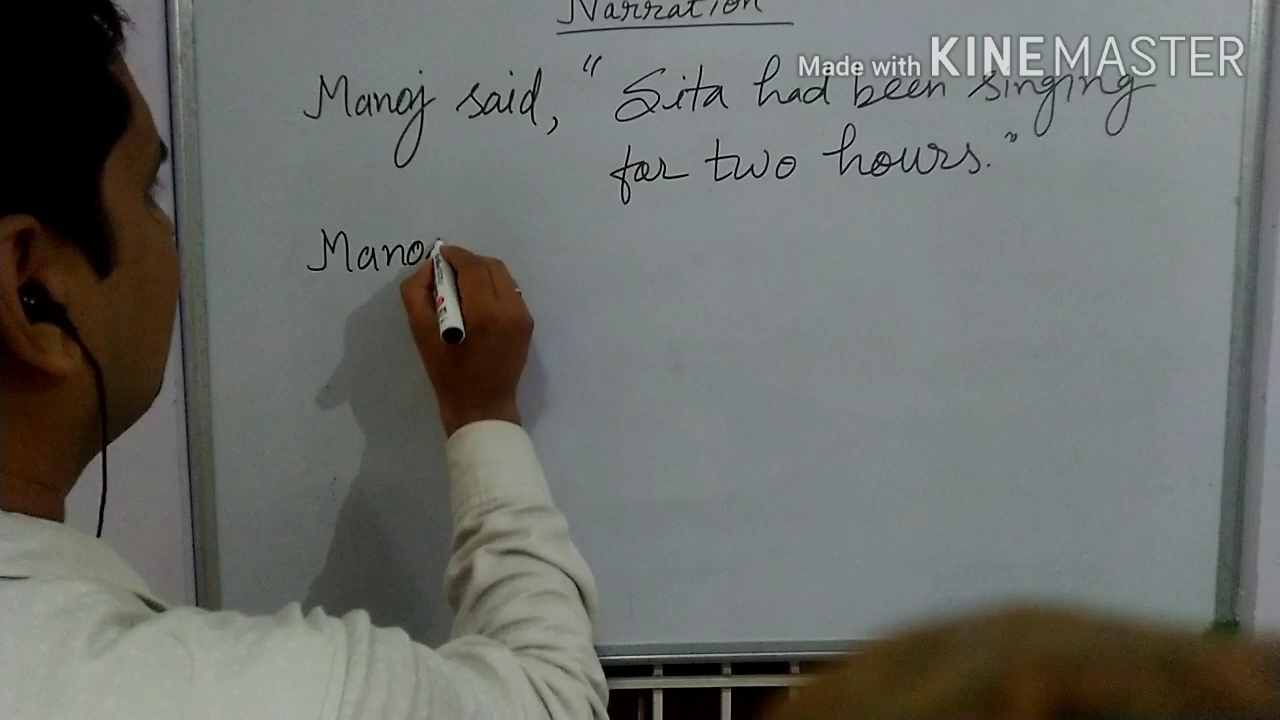 Narration
Made with KINEMASTER
Manoj said, " Sita had been singing
for two hours."
Mano